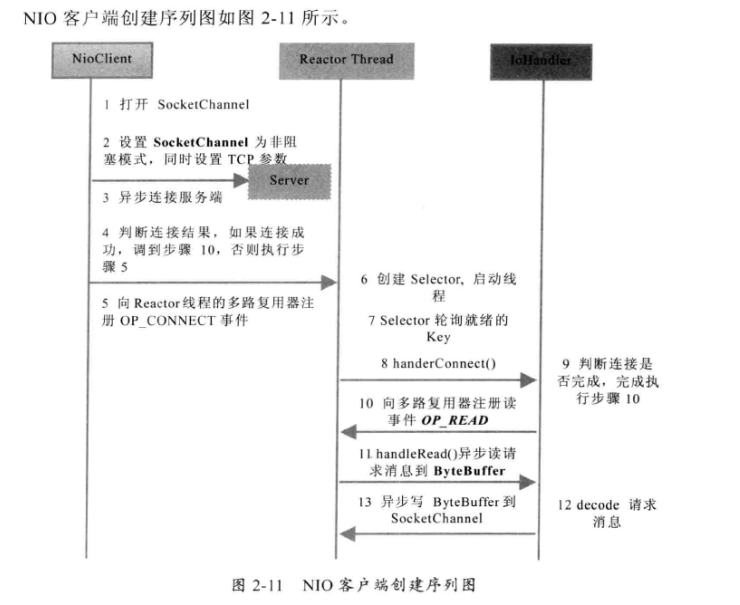 NIO 客户端创建序列图如图 2-11 所示。
NioClient
Reactor Thread
IoHandler
1 打开 SocketChannel
2 设置 SocketChannel 为非阻
塞模式，同时设置 TCP 参数
Server
3 异步连接服务端
4 判断连接结果，如果连接成
功，调到步骤 10，否则执行步
骤 5
5 向 Reactor 线程的多路复用器注
册 OP_CONNECT 事件
6 创建 Selector, 启动线
程
7 Selector 轮询就绪的
Key
8 handerConnect()
9 判断连接是
否完成，完成执
行步骤 10
10 向多路复用器注册读
事件 OP_READ
11 handleRead()异步读请
求消息到 ByteBuffer
12 decode 请求
消息
13 异步写 ByteBuffer 到
SocketChannel
图 2-11 NIO 客户端创建序列图